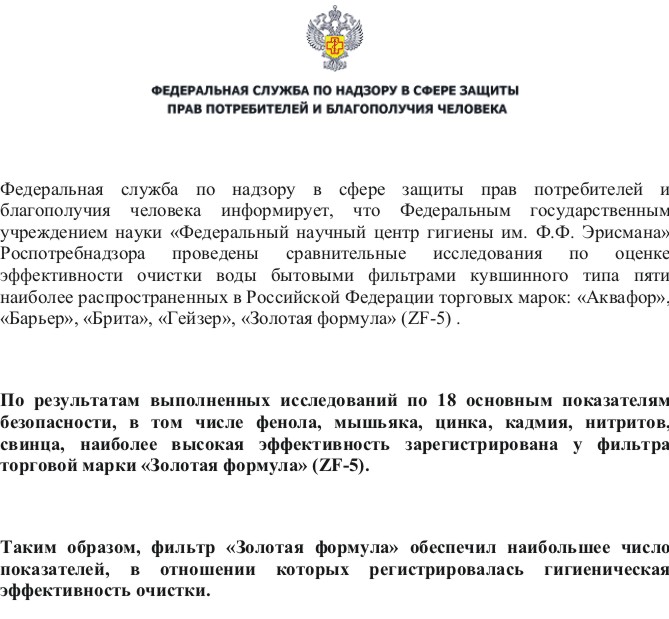 ФЕДЕРАЛЬНАЯ СЛУЖБА ПО НАДЗОРУ В СФЕРЕ ЗАЩИТЫ
ПРАВ ПОТРЕБИТЕЛЕЙ И БЛАГОПОЛУЧИЯ ЧЕЛОВЕКА
Федеральная служба по надзору в сфере защиты прав потребителей и
благополучия человека информирует, что Федеральным государственным
учреждением науки «Федеральный научный центр гигиены им. Ф.Ф. Эрисмана»
Роспотребнадзора проведены сравнительные исследования по оценке
эффективности очистки воды бытовыми фильтрами кувшинного типа пяти
наиболее распространенных в Российской Федерации торговых марок: «Аквафор»,
«Барьер», «Брита», «Гейзер», «Золотая формула» (ZF-5) .
По результатам выполненных исследований по 18 основным показателям
безопасности, в том числе фенола, мышьяка, цинка, кадмия, нитритов,
свинца, наиболее высокая эффективность зарегистрирована у фильтра
торговой марки «Золотая формула» (ZF-5).
Таким образом, фильтр «Золотая формула» обеспечил наибольшее число
показателей, в отношении которых регистрировалась гигиеническая
эффективность очистки.